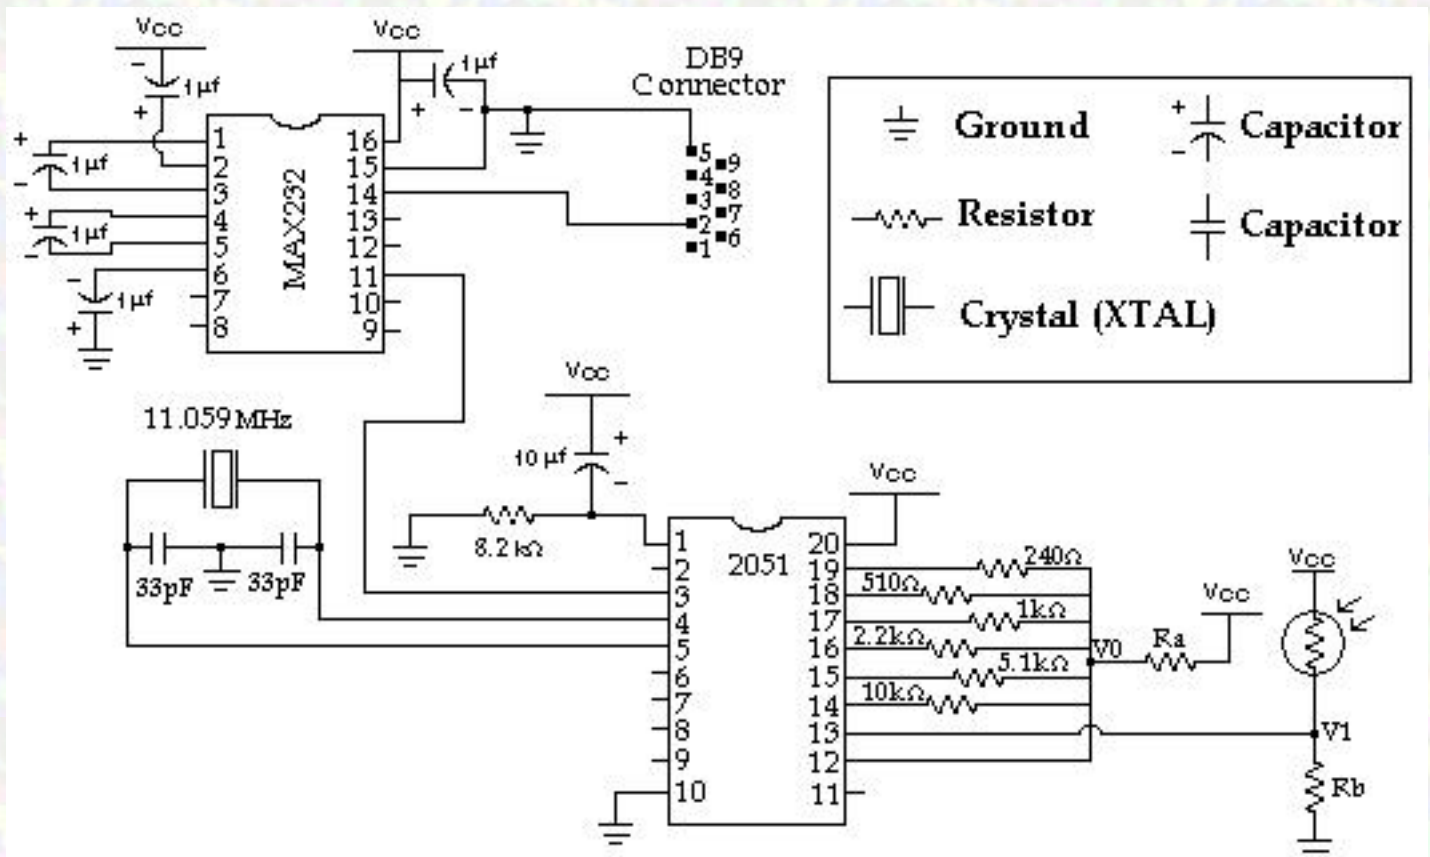 Vcc
Vcc
- 1µf
+
1µf
+ -
DB9
Connector
+ 1µf -
+ 1µf -
- 1µf +
MAX232
1
2
3
4
5
6
7
8
16
15
14
13
12
11
10
9
5
4
3
2
1
9
8
7
6
Ground
+
-
Capacitor
Resistor
Capacitor
Crystal (XTAL)
11.059MHz
33pF
33pF
Vcc
+
10 µf
-
8.2kΩ
2051
1
2
3
4
5
6
7
8
9
10
20
19
18
17
16
15
14
13
12
11
Vcc
240Ω
510Ω
1kΩ
2.2kΩ
5.1kΩ
10kΩ
V0
Ra
Vcc
Vcc
V1
Rb